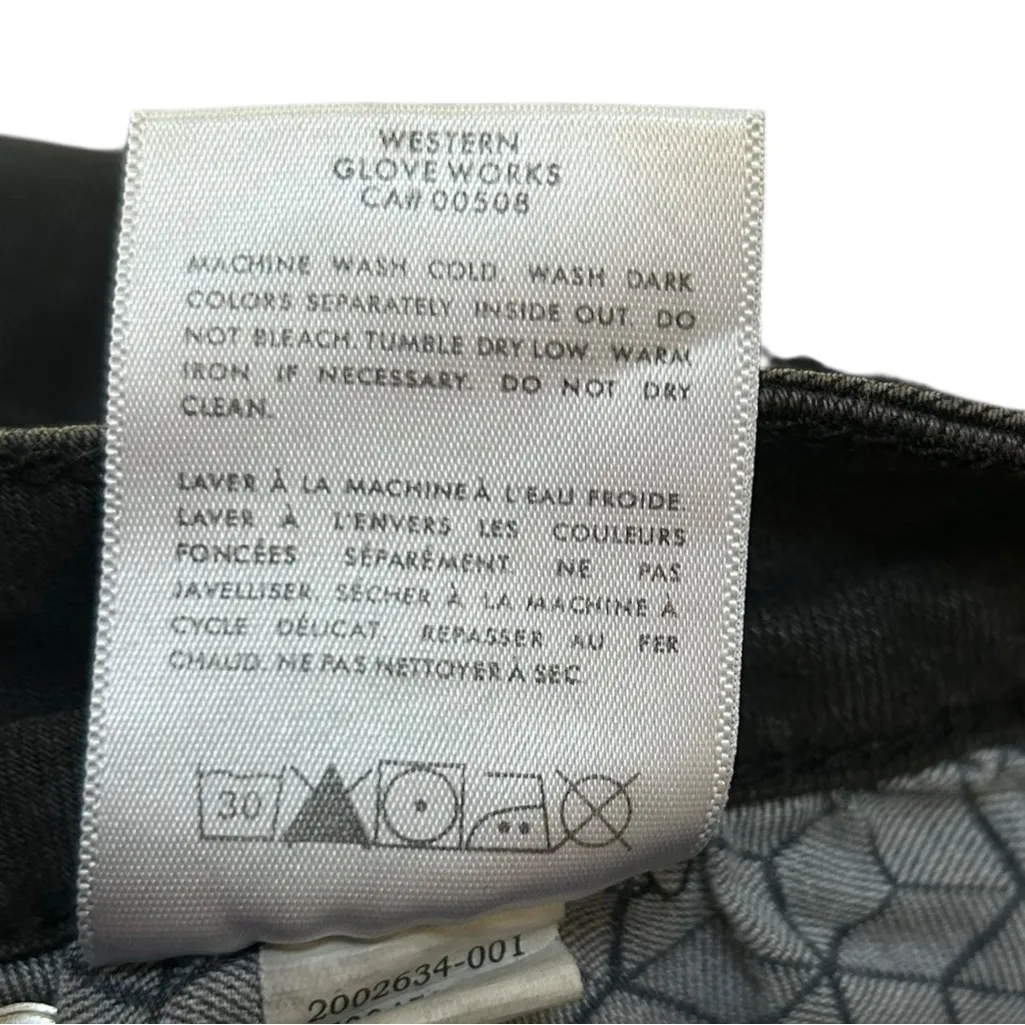 WESTERN
GLOVE WORKS
CA# 00508
MACHINE WASH COLD. WASH DARK
COLORS SEPARATELY INSIDE OUT. DO
NOT BLEACH. TUMBLE DRY LOW. WARM
IRON IF NECESSARY. DO NOT DRY
CLEAN.
LAVER À LA MACHINE À L'EAU FROIDE.
LAVER À L'ENVERS LES COULEURS
FONCÉES SÉPARÉMENT. NE PAS
JAVELLISER. SÉCHER À LA MACHINE À
CYCLE DÉLICAT. REPASSER AU FER
CHAUD. NE PAS NETTOYER À SEC.
30
2002634-001